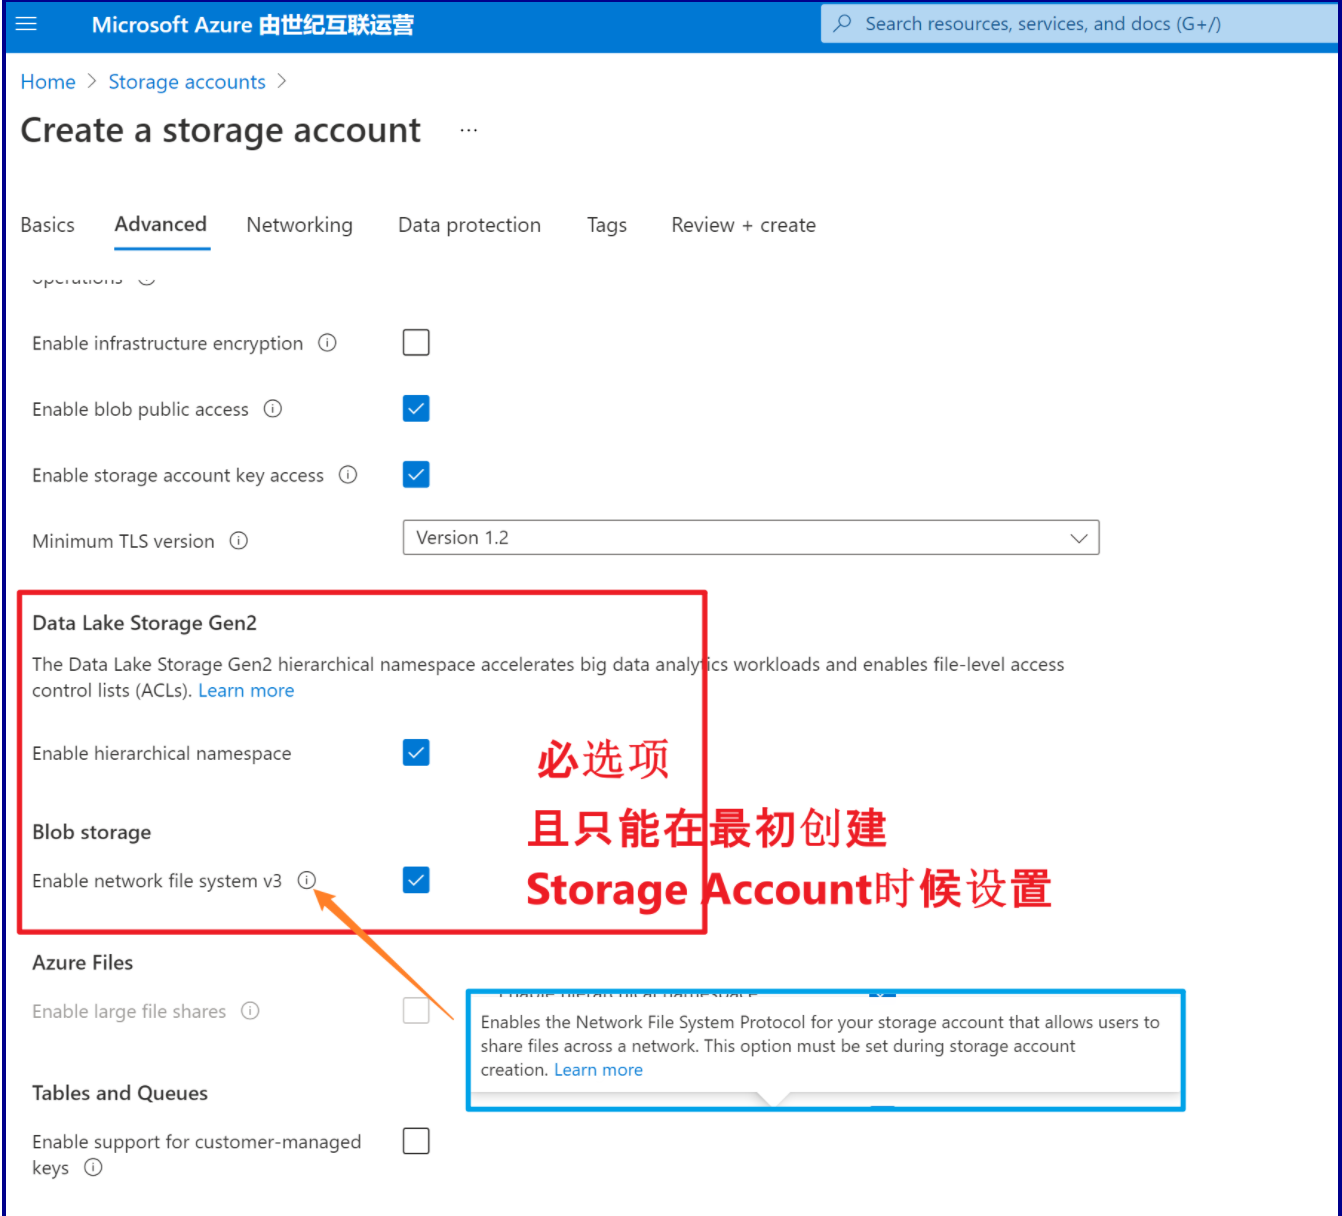 Microsoft Azure 由世纪互联运营
Search resources, services, and docs (G+/)
Home > Storage accounts >
Create a storage account ...
Basics Advanced Networking Data protection Tags Review + create
operations
Enable infrastructure encryption
Enable blob public access
Enable storage account key access
Minimum TLS version
Version 1.2
Data Lake Storage Gen2
The Data Lake Storage Gen2 hierarchical namespace accelerates big data analytics workloads and enables file-level access
control lists (ACLs). Learn more
Enable hierarchical namespace
必选项
且只能在最初创建
Storage Account时候设置
Blob storage
Enable network file system v3
Azure Files
Enable large file shares
Enable hierarchical namespace
Enables the Network File System Protocol for your storage account that allows users to
share files across a network. This option must be set during storage account
creation. Learn more
Tables and Queues
Enable support for customer-managed
keys